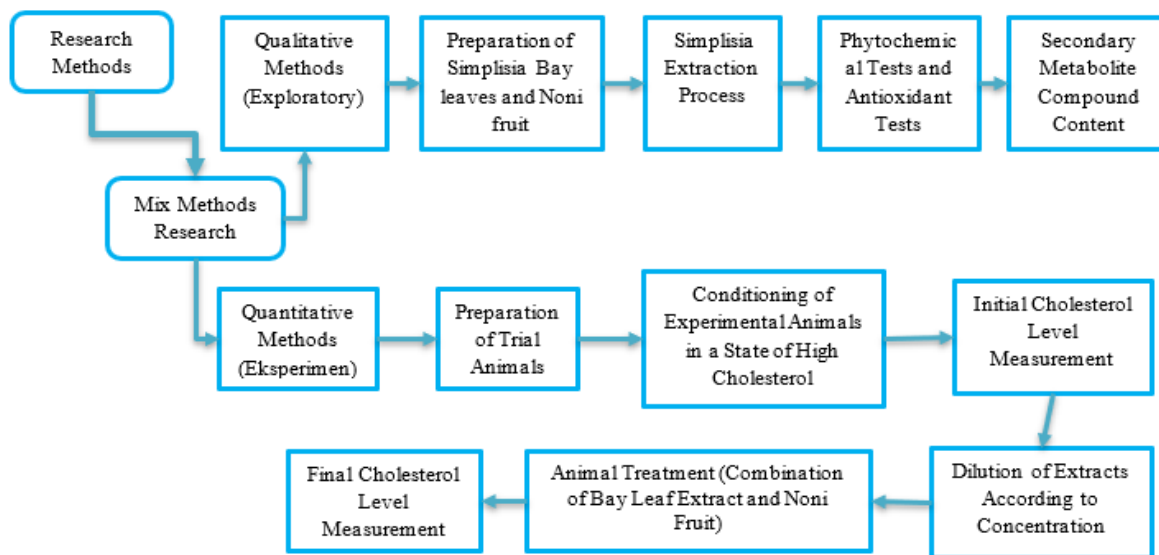 Research
Methods
Qualitative
Methods
(Exploratory)
Preparation of
Simplisia Bay
leaves and Noni
fruit
Simplisia
Extraction
Process
Phytochemic
al Tests and
Antioxidant
Tests
Secondary
Metabolite
Compound
Content
Mix Methods
Research
Quantitative
Methods
(Eksperimen)
Preparation
of Trial
Animals
Conditioning of
Experimental Animals
in a State of High
Cholesterol
Initial Cholesterol
Level
Measurement
Dilution of Extracts
According to
Concentration
Animal Treatment (Combination
of Bay Leaf Extract and Noni
Fruit)
Final Cholesterol
Level
Measurement